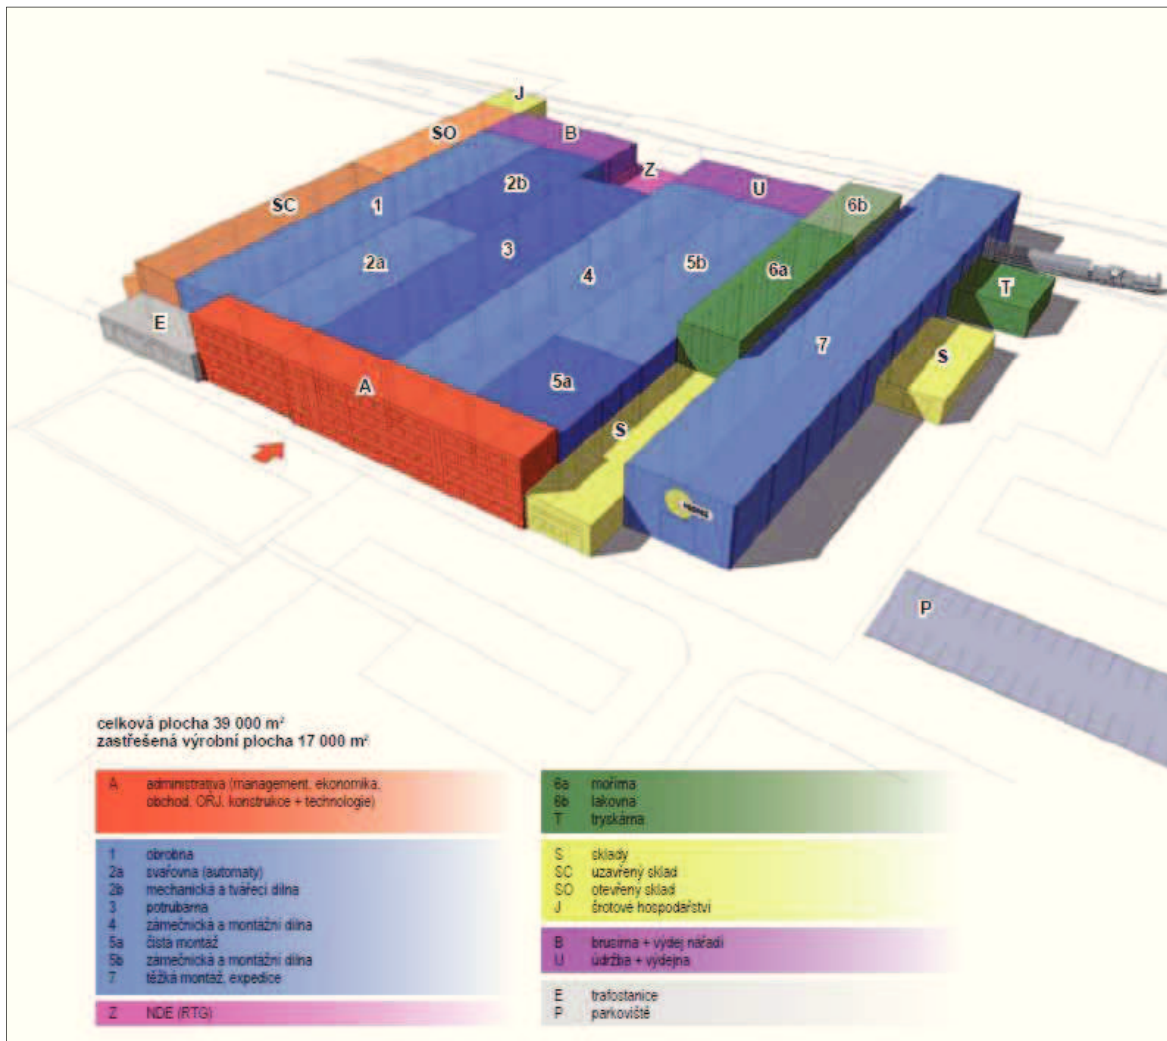 J
SO
B
Z
2b
U
6b
SC
1
3
5b
2a
4
6a
T
E
7
S
A
5a
S
P
celková plocha 39 000 m²
zastřešená výrobní plocha 17 000 m²
A administrativa (management, ekonomika,
obchod, OŘJ, konstrukce + technologie)
1 obrobna
2a svařovna (automaty)
2b mechanická a tvářecí dílna
3 potrubárna
4 zámečnická a montážní dílna
5a čistá montáž
5b zámečnická a montážní dílna
7 těžká montáž, expedice
Z NDE (RTG)
6a mořírna
6b lakovna
T tryskárna
S sklady
SC uzavřený sklad
SO otevřený sklad
J šrotové hospodářství
B brusírna + výdej nářadí
U údržba + výdejna
E trafostanice
P parkoviště